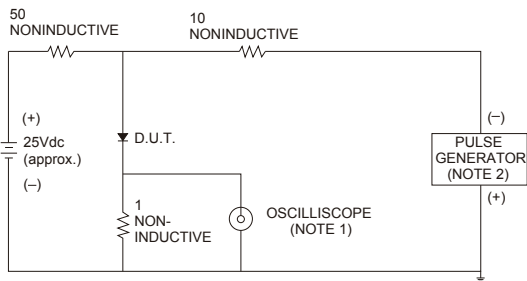 50
NONINDUCTIVE
10
NONINDUCTIVE
(+)
25Vdc
(approx.)
(–)
D.U.T.
1
NON-
INDUCTIVE
OSCILLISCOPE
(NOTE 1)
(–)
PULSE
GENERATOR
(NOTE 2)
(+)